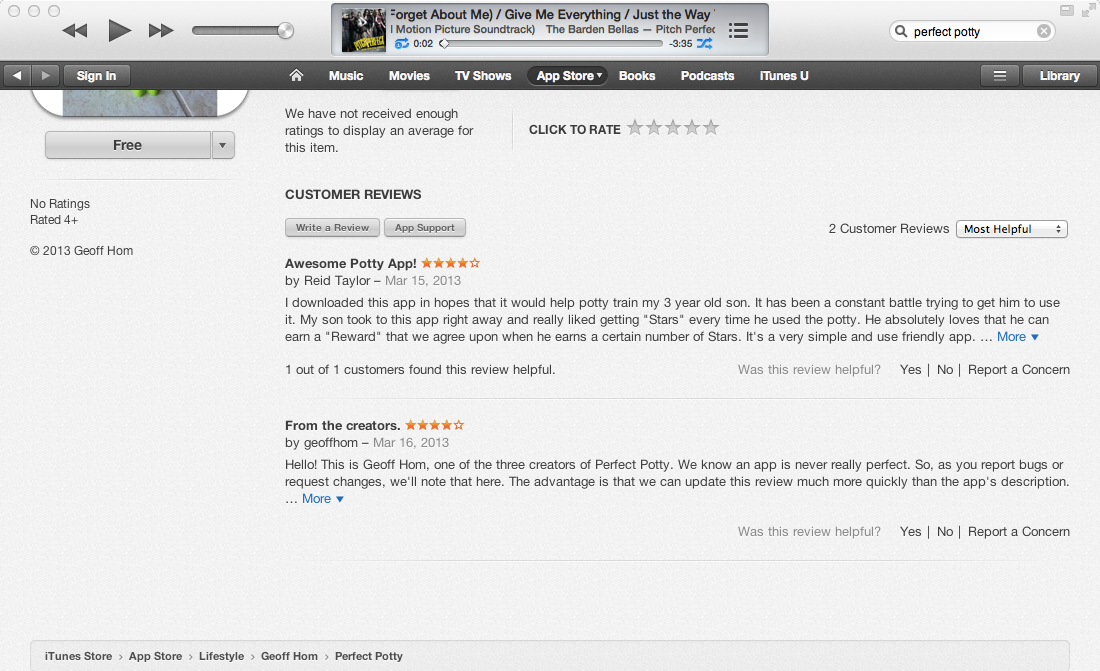 Forget About Me) / Give Me Everything / Just the Way
Motion Picture Soundtrack) The Barden Bellas — Pitch Perfec
0:02
-3:35
perfect potty
Sign In
Music
Movies
TV Shows
App Store
Books
Podcasts
iTunes U
Library
Free
We have not received enough
ratings to display an average for
this item.
CLICK TO RATE
No Ratings
Rated 4+
© 2013 Geoff Hom
CUSTOMER REVIEWS
Write a Review
App Support
2 Customer Reviews
Most Helpful
Awesome Potty App!
by Reid Taylor – Mar 15, 2013
I downloaded this app in hopes that it would help potty train my 3 year old son. It has been a constant battle trying to get him to use
it. My son took to this app right away and really liked getting "Stars" every time he used the potty. He absolutely loves that he can
earn a "Reward" that we agree upon when he earns a certain number of Stars. It's a very simple and use friendly app. … More
1 out of 1 customers found this review helpful.
Was this review helpful? Yes | No | Report a Concern
From the creators.
by geoffhom – Mar 16, 2013
Hello! This is Geoff Hom, one of the three creators of Perfect Potty. We know an app is never really perfect. So, as you report bugs or
request changes, we'll note that here. The advantage is that we can update this review much more quickly than the app's description.
… More
Was this review helpful? Yes | No | Report a Concern
iTunes Store › App Store › Lifestyle › Geoff Hom › Perfect Potty